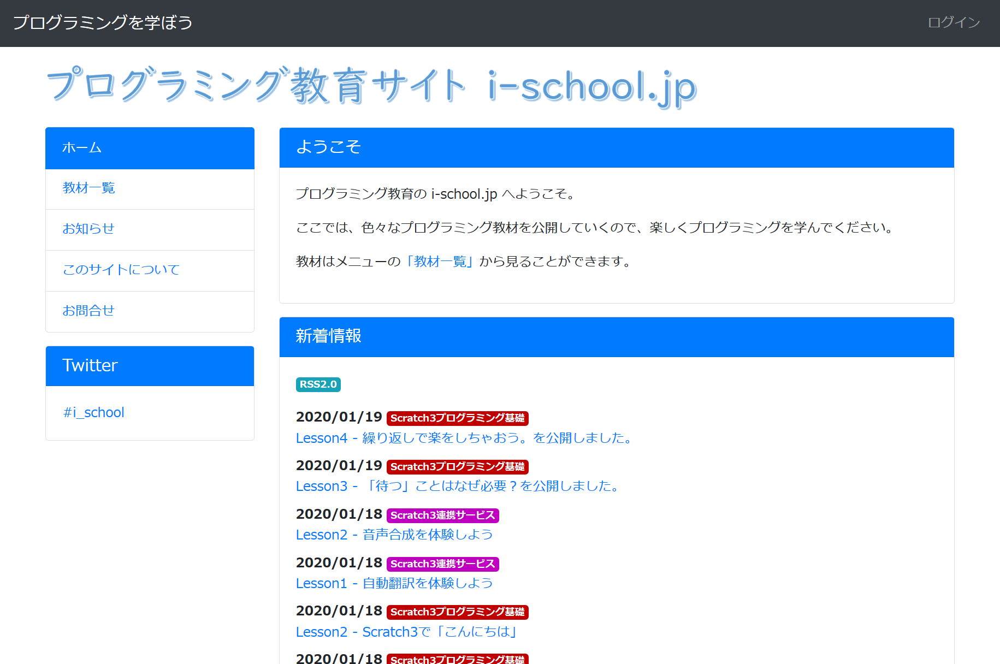 プログラミングを学ぼう
ログイン
プログラミング教育サイト i-school.jp
ホーム
教材一覧
お知らせ
このサイトについて
お問合せ
Twitter
#i_school
ようこそ
プログラミング教育の i-school.jp へようこそ。
ここでは、色々なプログラミング教材を公開していくので、楽しくプログラミングを学んでください。
教材はメニューの「教材一覧」から見ることができます。
新着情報
RSS2.0
2020/01/19 Scratch3プログラミング基礎
Lesson4 - 繰り返しで楽をしちゃおう。を公開しました。
2020/01/19 Scratch3プログラミング基礎
Lesson3 - 「待つ」ことはなぜ必要？を公開しました。
2020/01/18 Scratch3連携サービス
Lesson2 - 音声合成を体験しよう
2020/01/18 Scratch3連携サービス
Lesson1 - 自動翻訳を体験しよう
2020/01/18 Scratch3プログラミング基礎
Lesson2 - Scratch3で「こんにちは」
2020/01/18 Scratch3プログラミング基礎